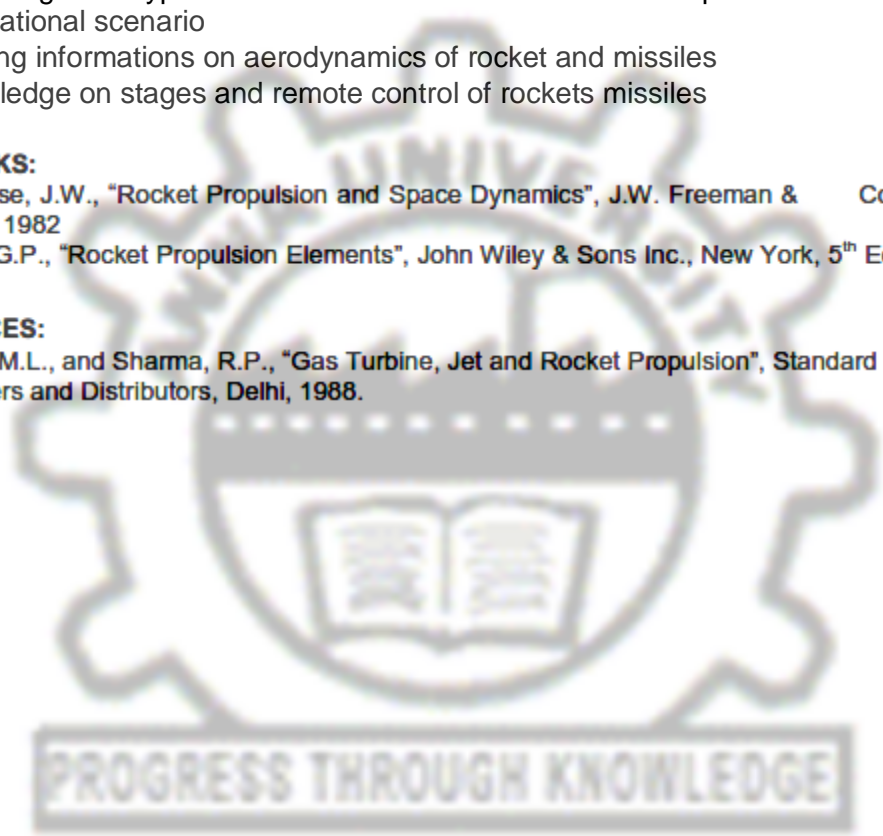 ational scenario
ng informations on aerodynamics of rocket and missiles
ledge on stages and remote control of rockets missiles
KS:
se, J.W., “Rocket Propulsion and Space Dynamics”, J.W. Freeman & Co
1982
G.P., “Rocket Propulsion Elements”, John Wiley & Sons Inc., New York, 5th E
CES:
M.L., and Sharma, R.P., “Gas Turbine, Jet and Rocket Propulsion”, Standard
ers and Distributors, Delhi, 1988.
UNIVERSITY
PROGRESS THROUGH KNOWLEDGE